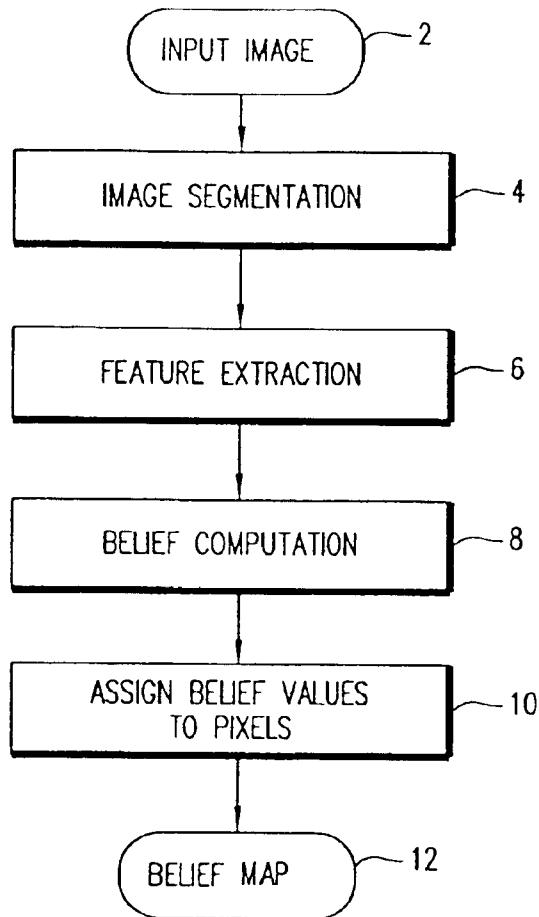 INPUT IMAGE
2
IMAGE SEGMENTATION
4
FEATURE EXTRACTION
6
BELIEF COMPUTATION
8
ASSIGN BELIEF VALUES
TO PIXELS
10
BELIEF MAP
12